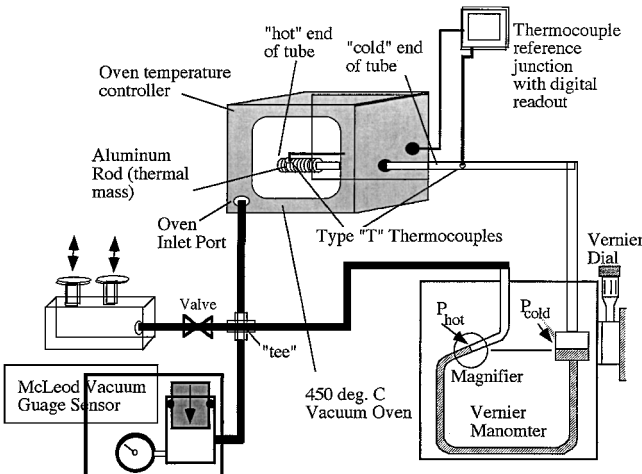 "hot" end
of tube
"cold" end
of tube
Thermocouple
reference
junction
with digital
readout
Oven temperature
controller
Aluminum
Rod (thermal
mass)
Oven
Inlet Port
Type "T" Thermocouples
Vernier
Dial
Valve
"tee"
P hot
P cold
Magnifier
McLeod Vacuum
Guage Sensor
450 deg. C
Vacuum Oven
Vernier
Manomter